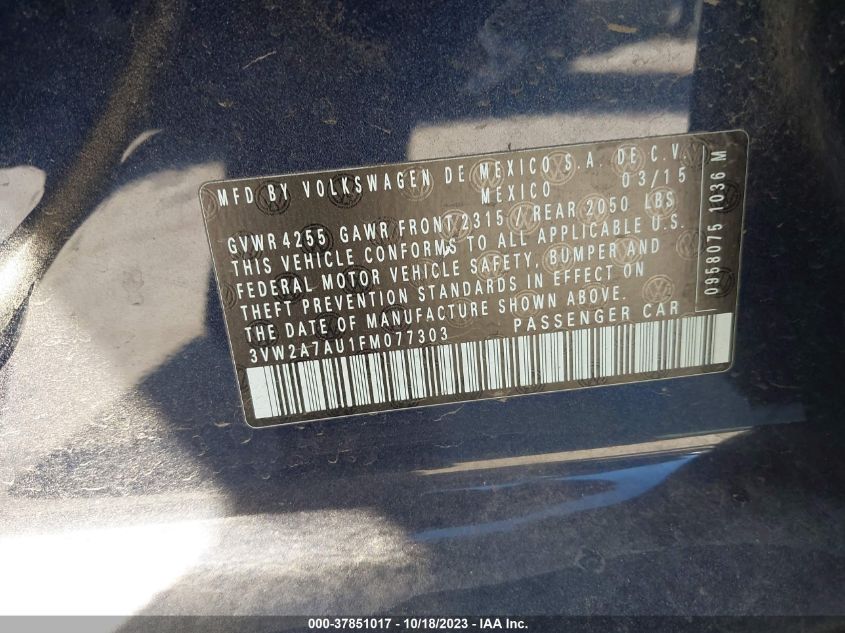 MFD BY VOLKSWAGEN DE MEXICO S.A. DE C.V.
MEXICO 03/15
GVWR 4255 GAWR FRONT 2315 / REAR 2050 LBS
THIS VEHICLE CONFORMS TO ALL APPLICABLE U.S.
FEDERAL MOTOR VEHICLE SAFETY, BUMPER AND
THEFT PREVENTION STANDARDS IN EFFECT ON
THE DATE OF MANUFACTURE SHOWN ABOVE.
3VW2A7AU1FM077303 PASSENGER CAR
0958075 1036 M
000-37851017 / 10/18/2023 - IAA Inc.